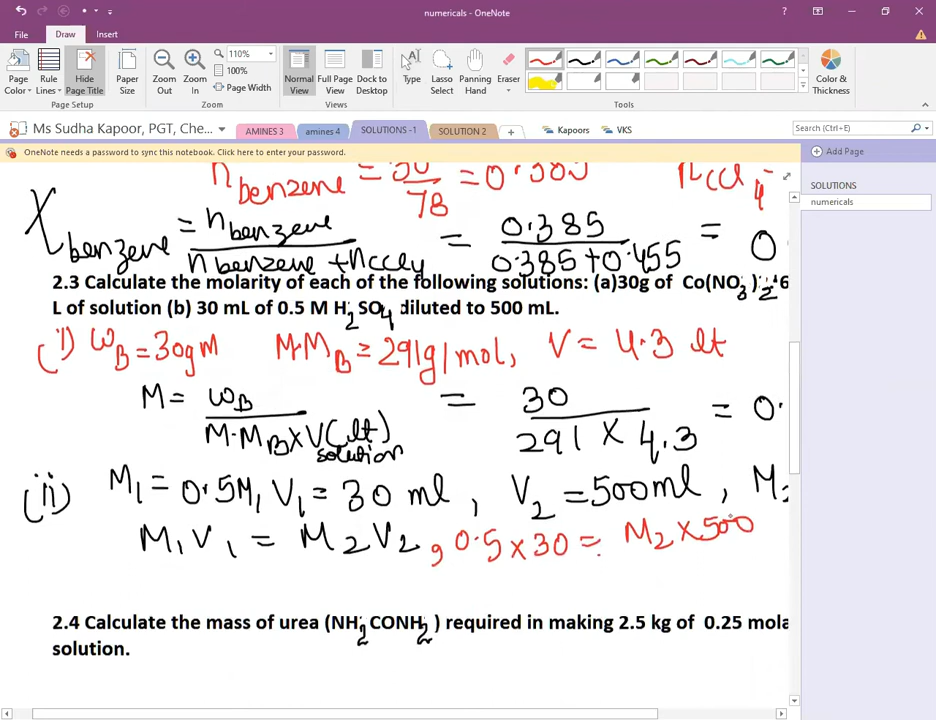 numericals - OneNote
File Draw Insert
Page Color
Rule Lines
Hide Page Title
Paper Size
Zoom Out
Zoom In
110%
100%
Page Width
Normal View
Full Page View
Dock to Desktop
Type
Lasso Select
Panning Hand
Eraser
Color & Thickness
Page Setup Zoom Views Tools
Ms Sudha Kapoor, PGT, Che... AMINES 3 amines 4 SOLUTIONS -1 SOLUTION 2 + Kapoors VKS Search (Ctrl+E)
OneNote needs a password to sync this notebook. Click here to enter your password.
Add Page
SOLUTIONS
numericals
n benzene = 30/78 = 0.385 nCCl4
X benzene = n benzene / n benzene + nCCl4 = 0.385 / 0.385+0.455 = 0
2.3 Calculate the molarity of each of the following solutions: (a)30g of Co(NO3)2.6
L of solution (b) 30 mL of 0.5 M H2SO4 diluted to 500 mL.
(i) WB = 30gm M.MB = 291g/mol, V = 4.3 lt
M = WB / M.MB x V(lt) solution = 30 / 291 x 4.3 = 0.
(ii) M1 = 0.5M, V1 = 30 ml, V2 = 500ml, M2
M1V1 = M2V2, 0.5 x 30 = M2 x 500
2.4 Calculate the mass of urea (NH2CONH2) required in making 2.5 kg of 0.25 mola
solution.